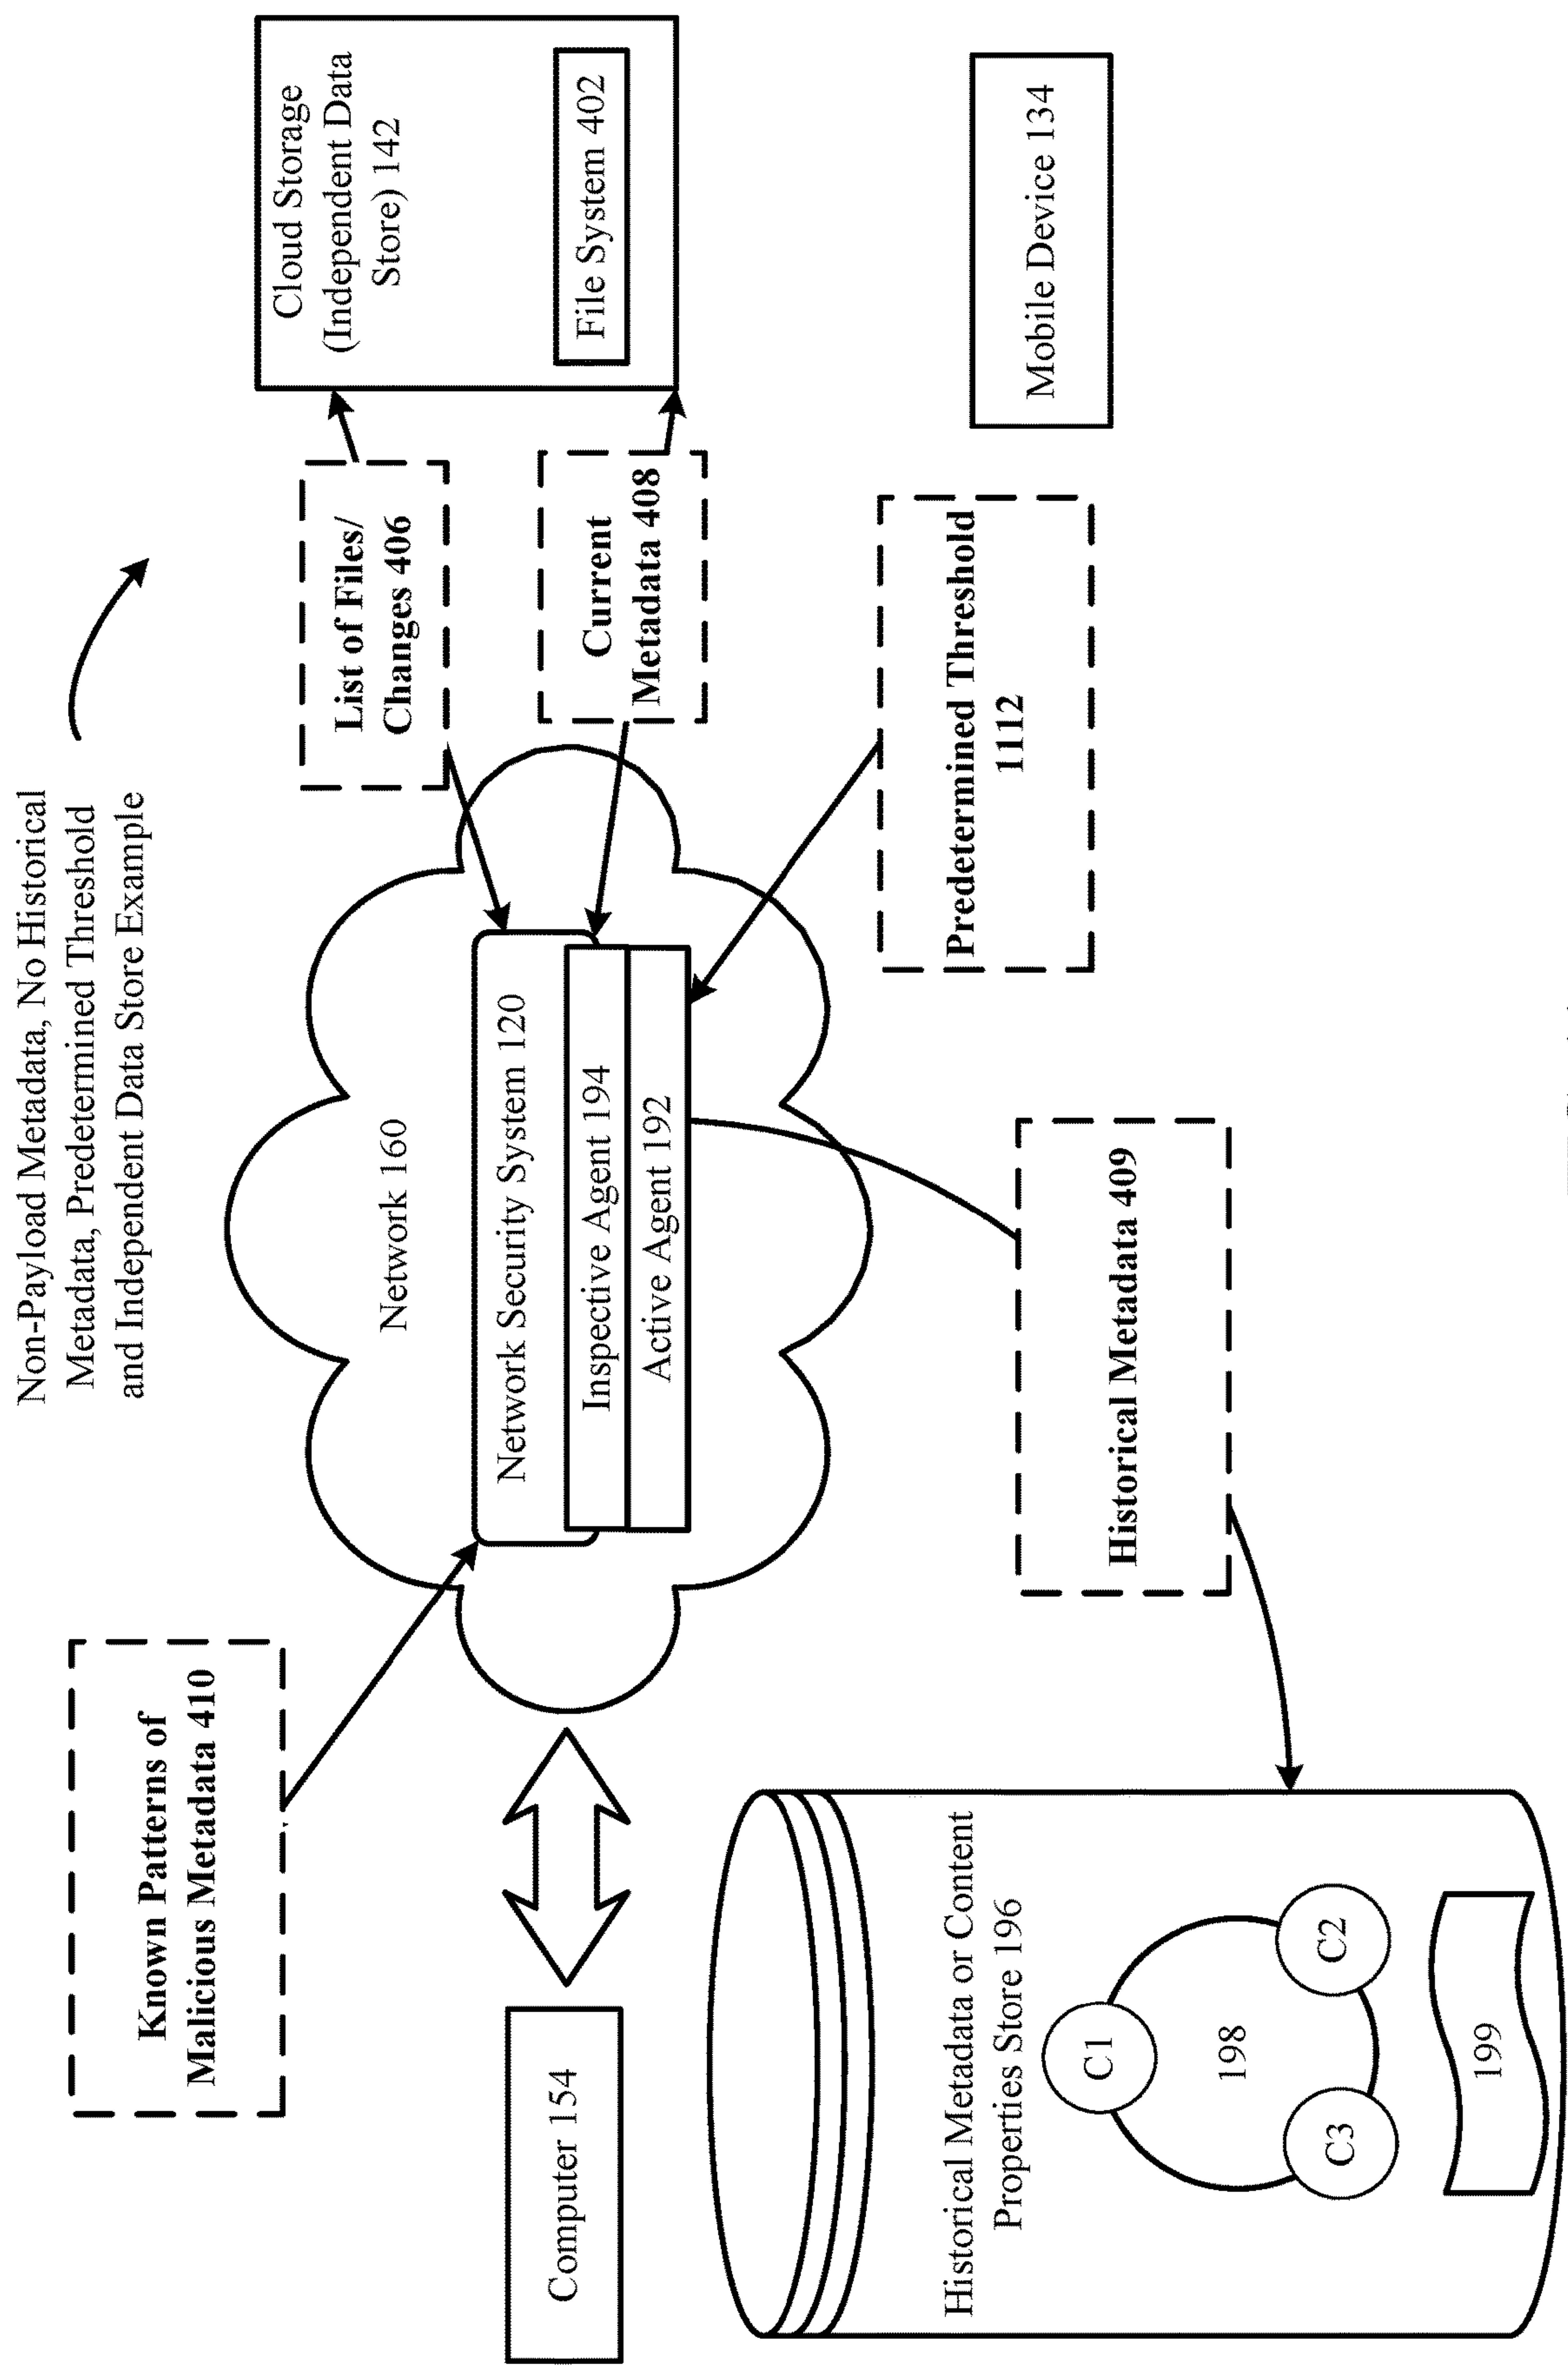 Non-Payload Metadata, No Historical
Metadata, Predetermined Threshold
and Independent Data Store Example
Known Patterns of
Malicious Metadata 410
List of Files/
Changes 406
Cloud Storage
(Independent Data
Store) 142
File System 402
Current
Metadata 408
Network 160
Network Security System 120
Inspective Agent 194
Active Agent 192
Computer 154
Predetermined Threshold
1112
Mobile Device 134
Historical Metadata 409
Historical Metadata or Content
Properties Store 196
C1
198
C2
C3
199